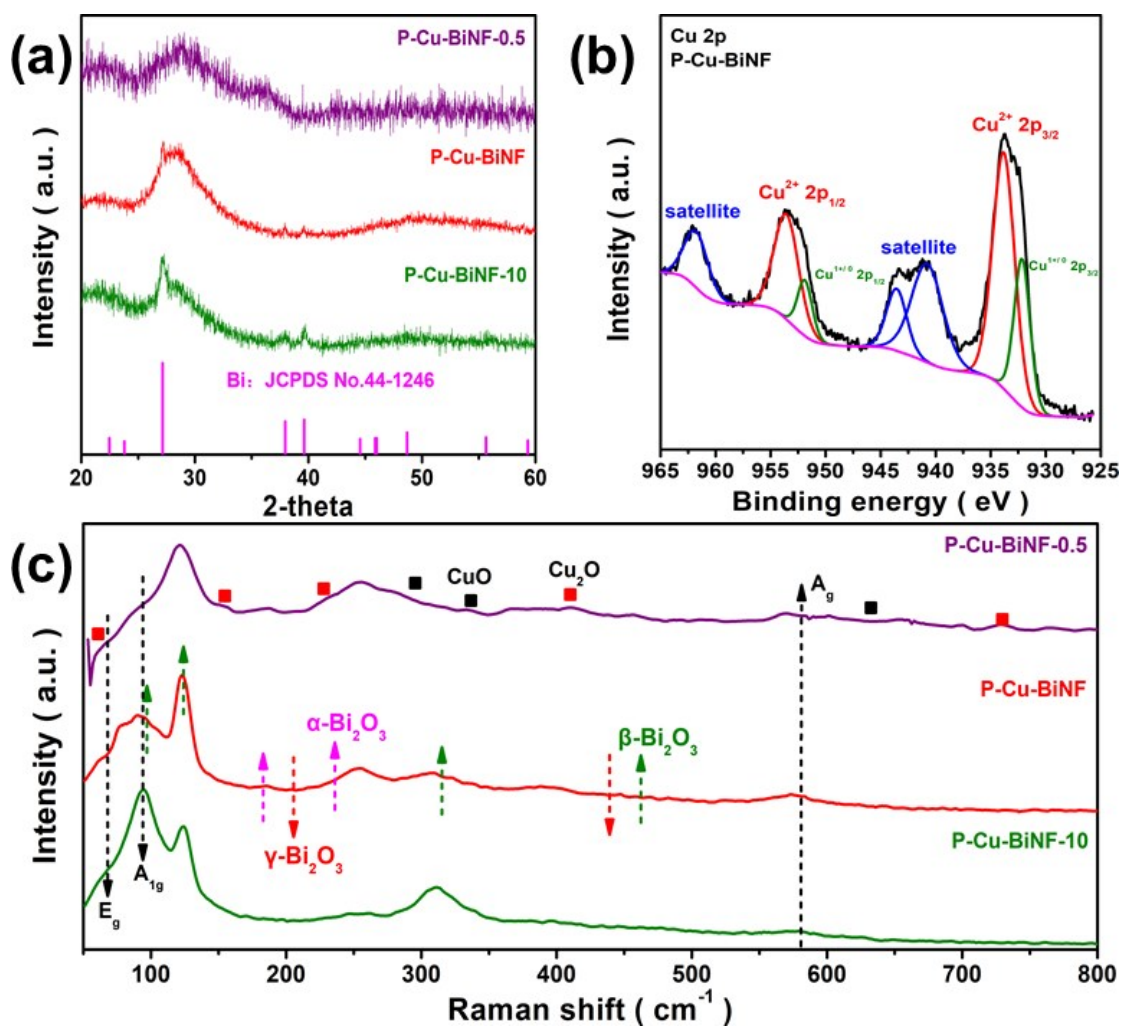 (a)
P-Cu-BiNF-0.5
P-Cu-BiNF
P-Cu-BiNF-10
Bi: JCPDS No.44-1246
Intensity ( a.u. )
20 30 40 50 60
2-theta
(b)
Cu 2p
P-Cu-BiNF
Cu²⁺ 2p₃/₂
Cu²⁺ 2p₁/₂
satellite
satellite
Cu¹⁺/⁰ 2p₁/₂
Cu¹⁺/⁰ 2p₃/₂
Intensity ( a.u. )
965 960 955 950 945 940 935 930 925
Binding energy ( eV )
(c)
P-Cu-BiNF-0.5
CuO
Cu₂O
A_g
P-Cu-BiNF
α-Bi₂O₃
β-Bi₂O₃
γ-Bi₂O₃
P-Cu-BiNF-10
A₁g
E_g
Intensity ( a.u. )
100 200 300 400 500 600 700 800
Raman shift ( cm⁻¹ )